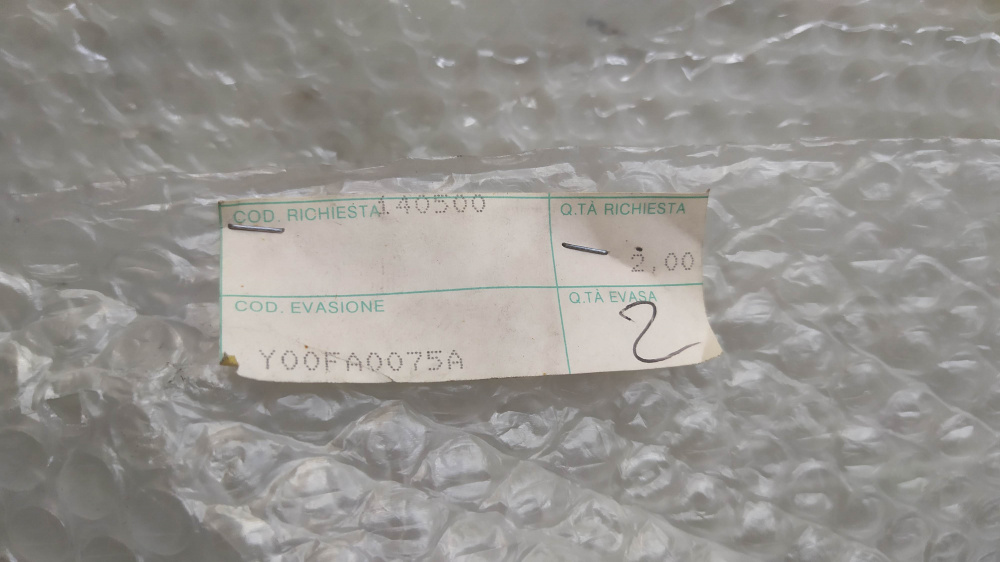 COD. RICHIESTA 140500
Q.TÀ RICHIESTA
2,00
COD. EVASIONE
Y00FA0075A
Q.TÀ EVASA
2